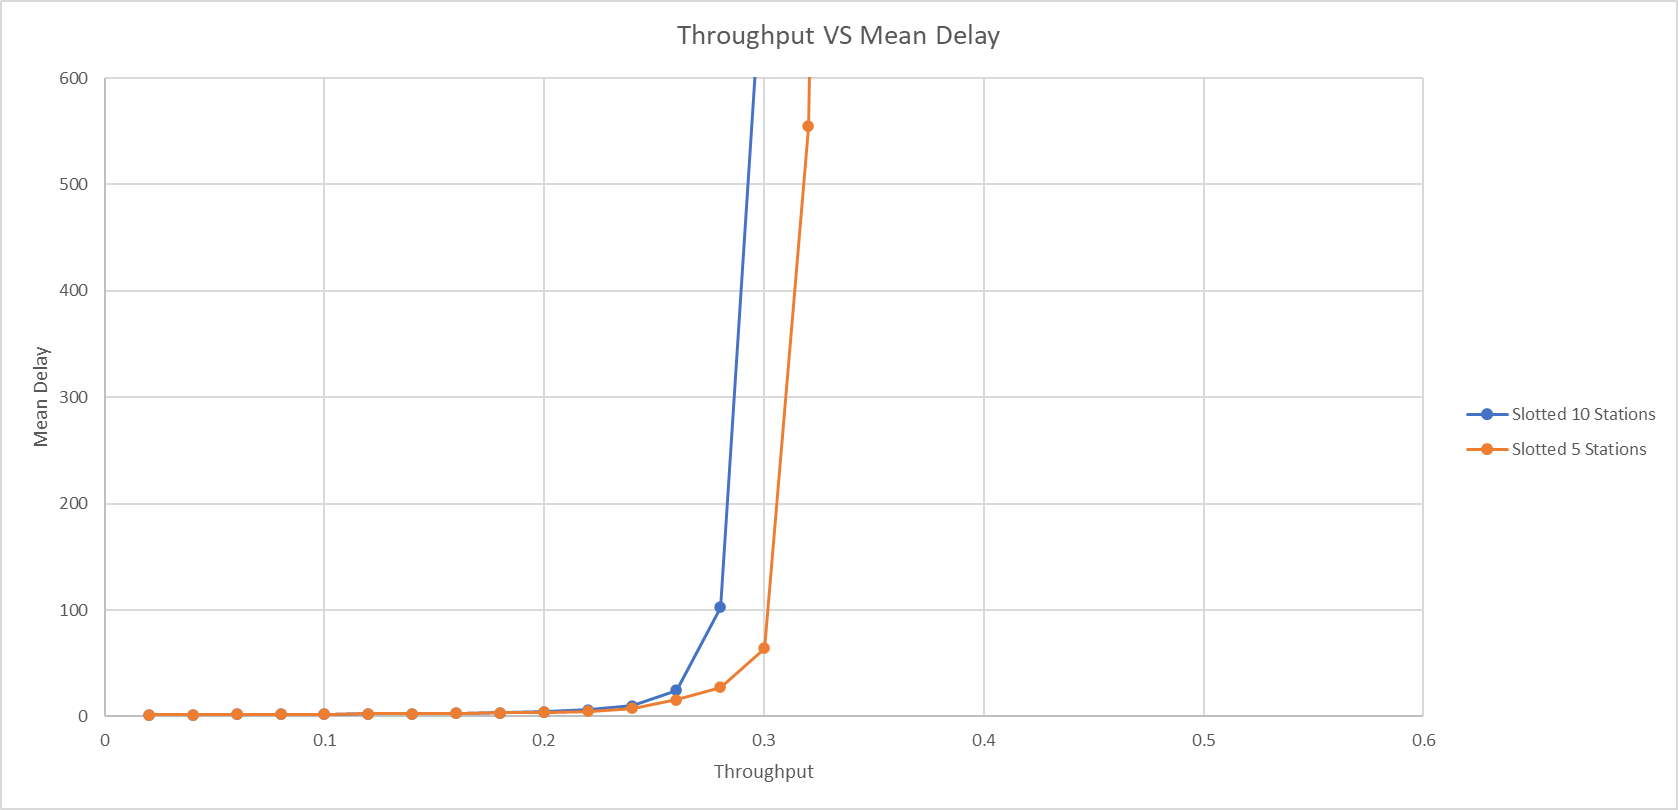 Throughput VS Mean Delay
600
500
400
300
200
100
0
Mean Delay
0 0.1 0.2 0.3 0.4 0.5 0.6
Throughput
Slotted 10 Stations
Slotted 5 Stations